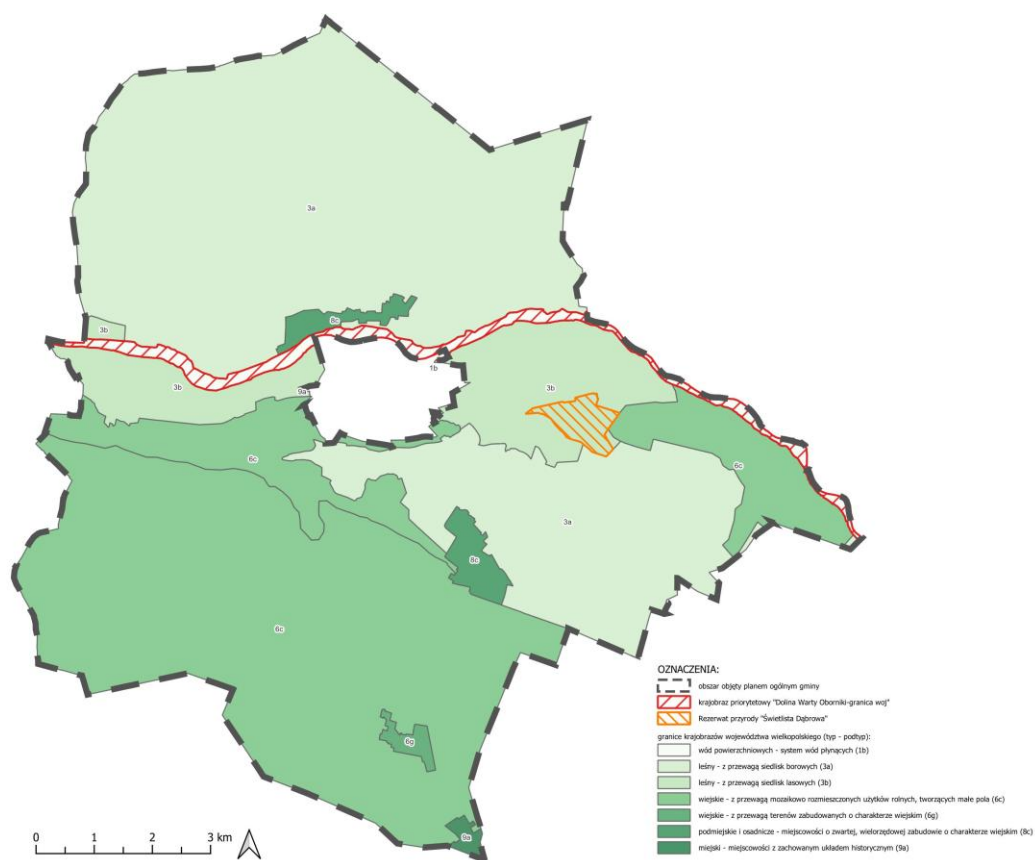 3a
3b
8c
1b
3b
9a
3b
6c
6c
3a
8c
6c
6g
9a
OZNACZENIA:
obszar objęty planem ogólnym gminy
krajobraz priorytetowy "Dolina Warty Oborniki-granica woj"
Rezerwat przyrody "Świetlista Dąbrowa"
granice krajobrazów województwa wielkopolskiego (typ - podtyp):
wód powierzchniowych - system wód płynących (1b)
leśny - z przewagą siedlisk borowych (3a)
leśny - z przewagą siedlisk lasowych (3b)
wiejskie - z przewagą mozaikowo rozmieszczonych użytków rolnych, tworzących małe pola (6c)
wiejskie - z przewagą terenów zabudowanych o charakterze wiejskim (6g)
podmiejskie i osadnicze - miejscowości o zwartej, wielorzędowej zabudowie o charakterze wiejskim (8c)
miejski - miejscowości z zachowanym układem historycznym (9a)
0 1 2 3 km